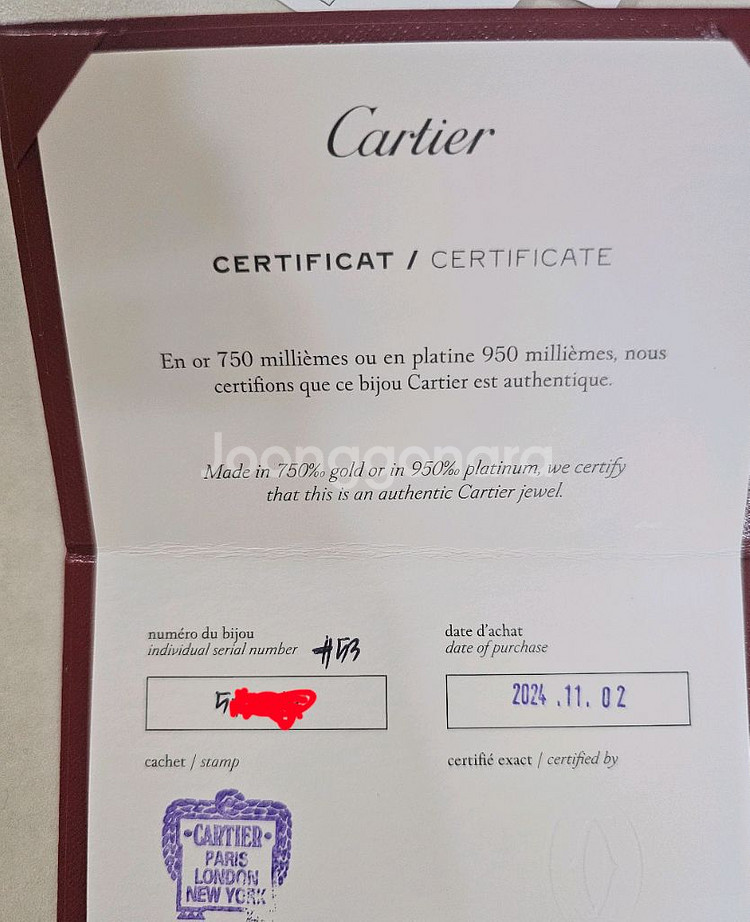 Cartier
CERTIFICAT / CERTIFICATE
En or 750 millièmes ou en platine 950 millièmes, nous
certifions que ce bijou Cartier est authentique.
Joonggonara
Made in 750‰ gold or in 950‰ platinum, we certify
that this is an authentic Cartier jewel.
numéro du bijou
individual serial number #53
5
date d'achat
date of purchase
2024.11.02
cachet / stamp
certifié exact / certified by
CARTIER
PARIS
LONDON
NEW YORK